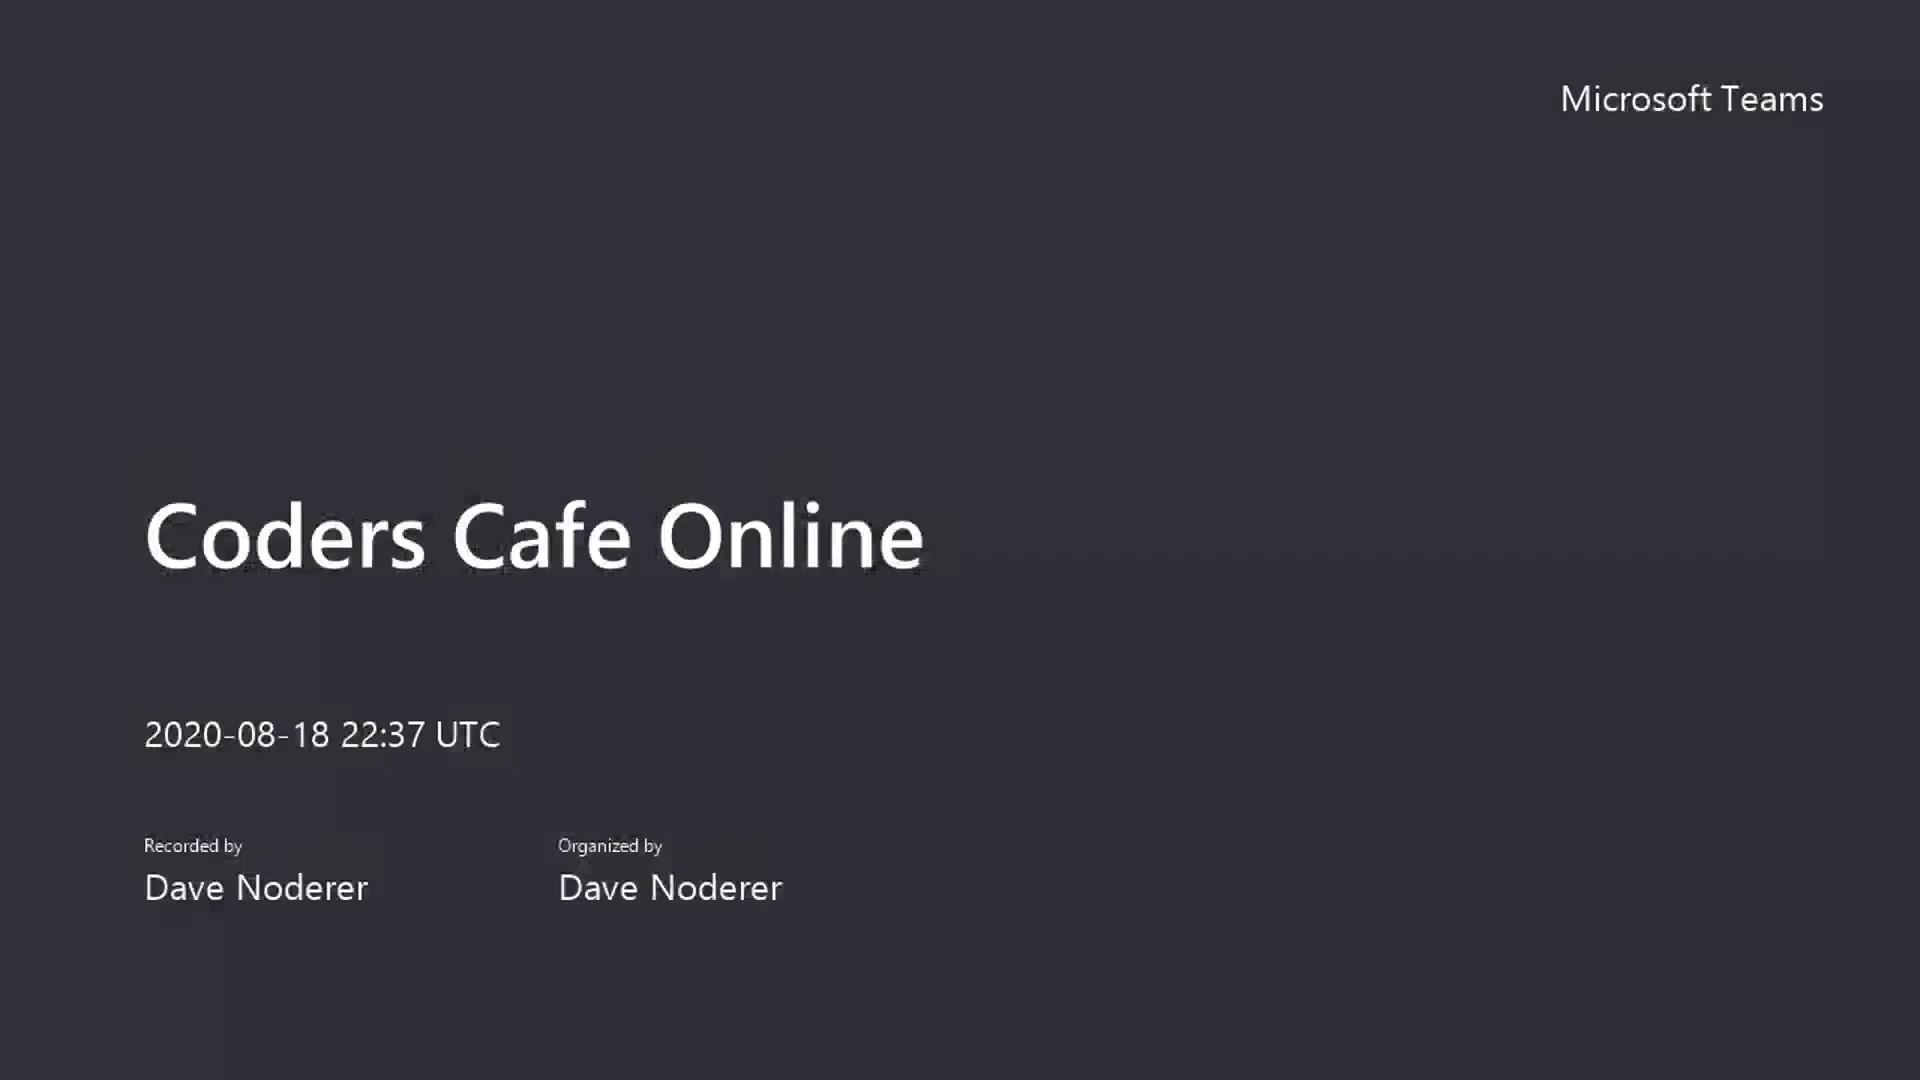 Microsoft Teams
Coders Cafe Online
2020-08-18 22:37 UTC
Recorded by
Dave Noderer
Organized by
Dave Noderer